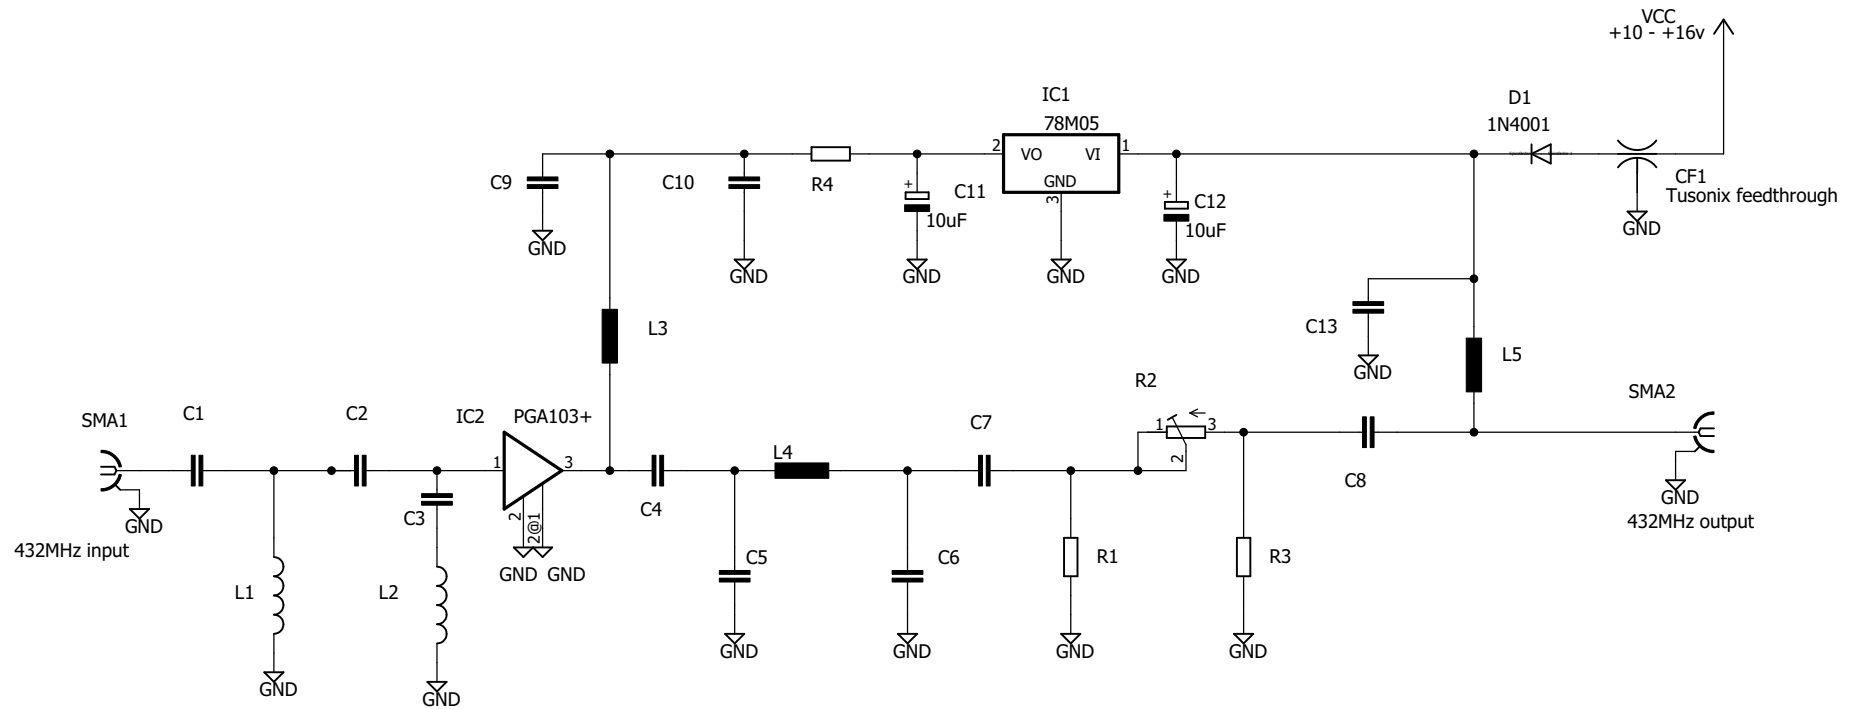 VCC
+10 - +16v
IC1
78M05
D1
1N4001
2
VO
VI
1
GND
3
C9
C10
R4
+
C11
10uF
+
C12
10uF
CF1
Tusonix feedthrough
GND
GND
GND
GND
GND
GND
L3
C13
L5
GND
R2
SMA2
SMA1
C1
C2
IC2
PGA103+
C7
1
3
2
1
3
L4
C8
GND
C3
2
2@1
C4
GND
432MHz output
GND
432MHz input
C5
C6
R1
R3
GND
GND
L1
L2
GND
GND
GND
GND
GND
GND